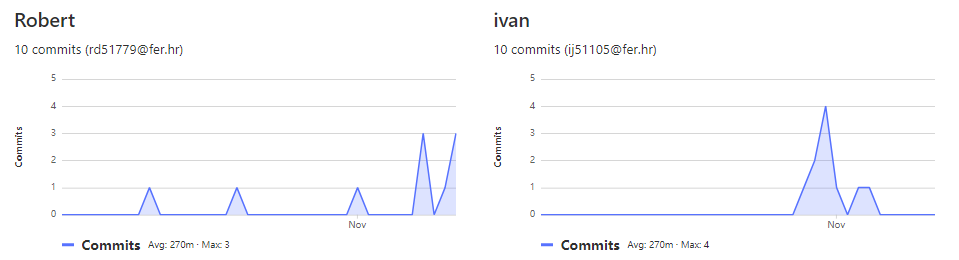 Robert
10 commits (rd51779@fer.hr)
5
4
3
2
1
0
Commits
Nov
Commits Avg: 270m · Max: 3
ivan
10 commits (ij51105@fer.hr)
5
4
3
2
1
0
Commits
Nov
Commits Avg: 270m · Max: 4